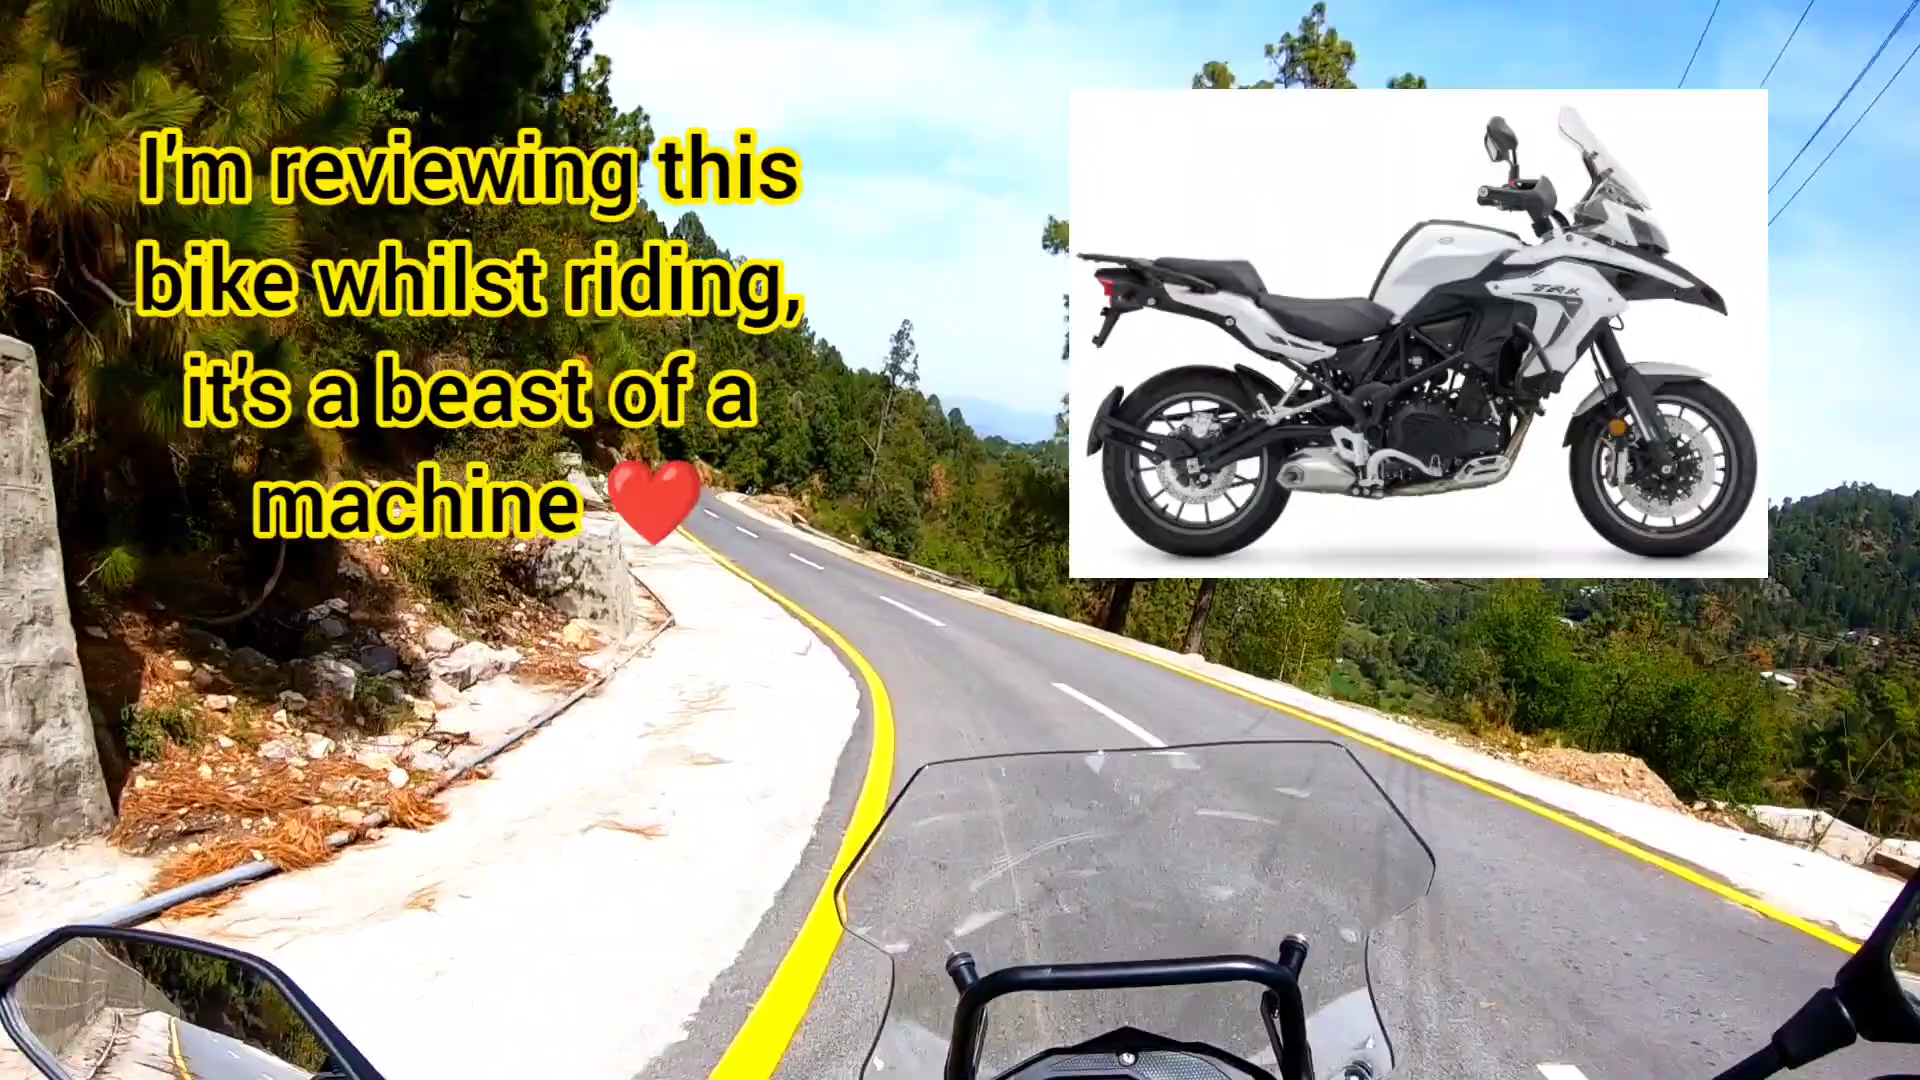 I'm reviewing this
bike whilst riding,
it's a beast of a
machine ❤️
TRK